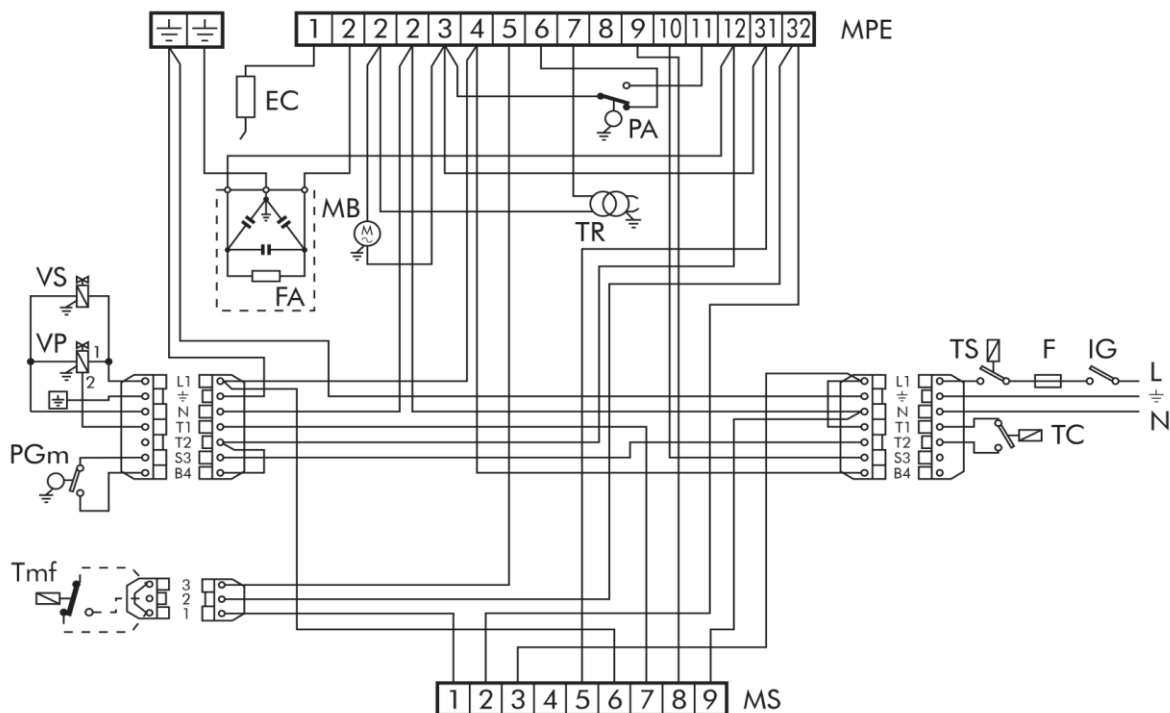 1 2 2 2 3 4 5 6 7 8 9 10 11 12 31 32 MPE
EC
PA
MB
M
TR
FA
VS
VP 1
2
TS F IG
L
N
TC
L1 L1
N N
T1 T1
T2 T2
S3 S3
B4 B4
PGm
Tmf
3
2
1
1 2 3 4 5 6 7 8 9 MS